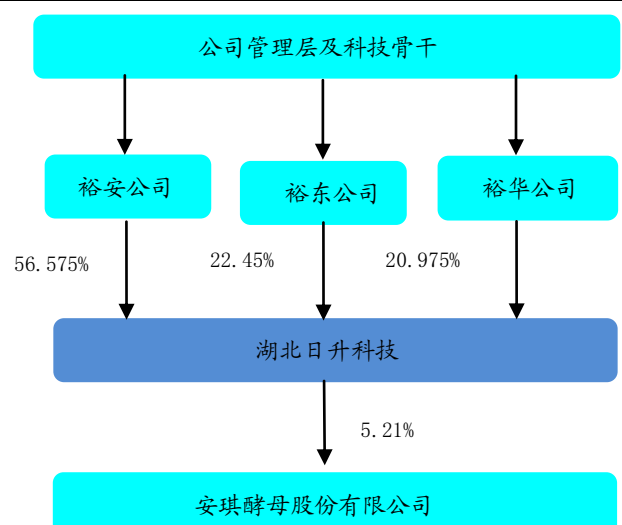 公司管理层及科技骨干
裕安公司
裕东公司
裕华公司
56.575%
22.45%
20.975%
湖北日升科技
5.21%
安琪酵母股份有限公司